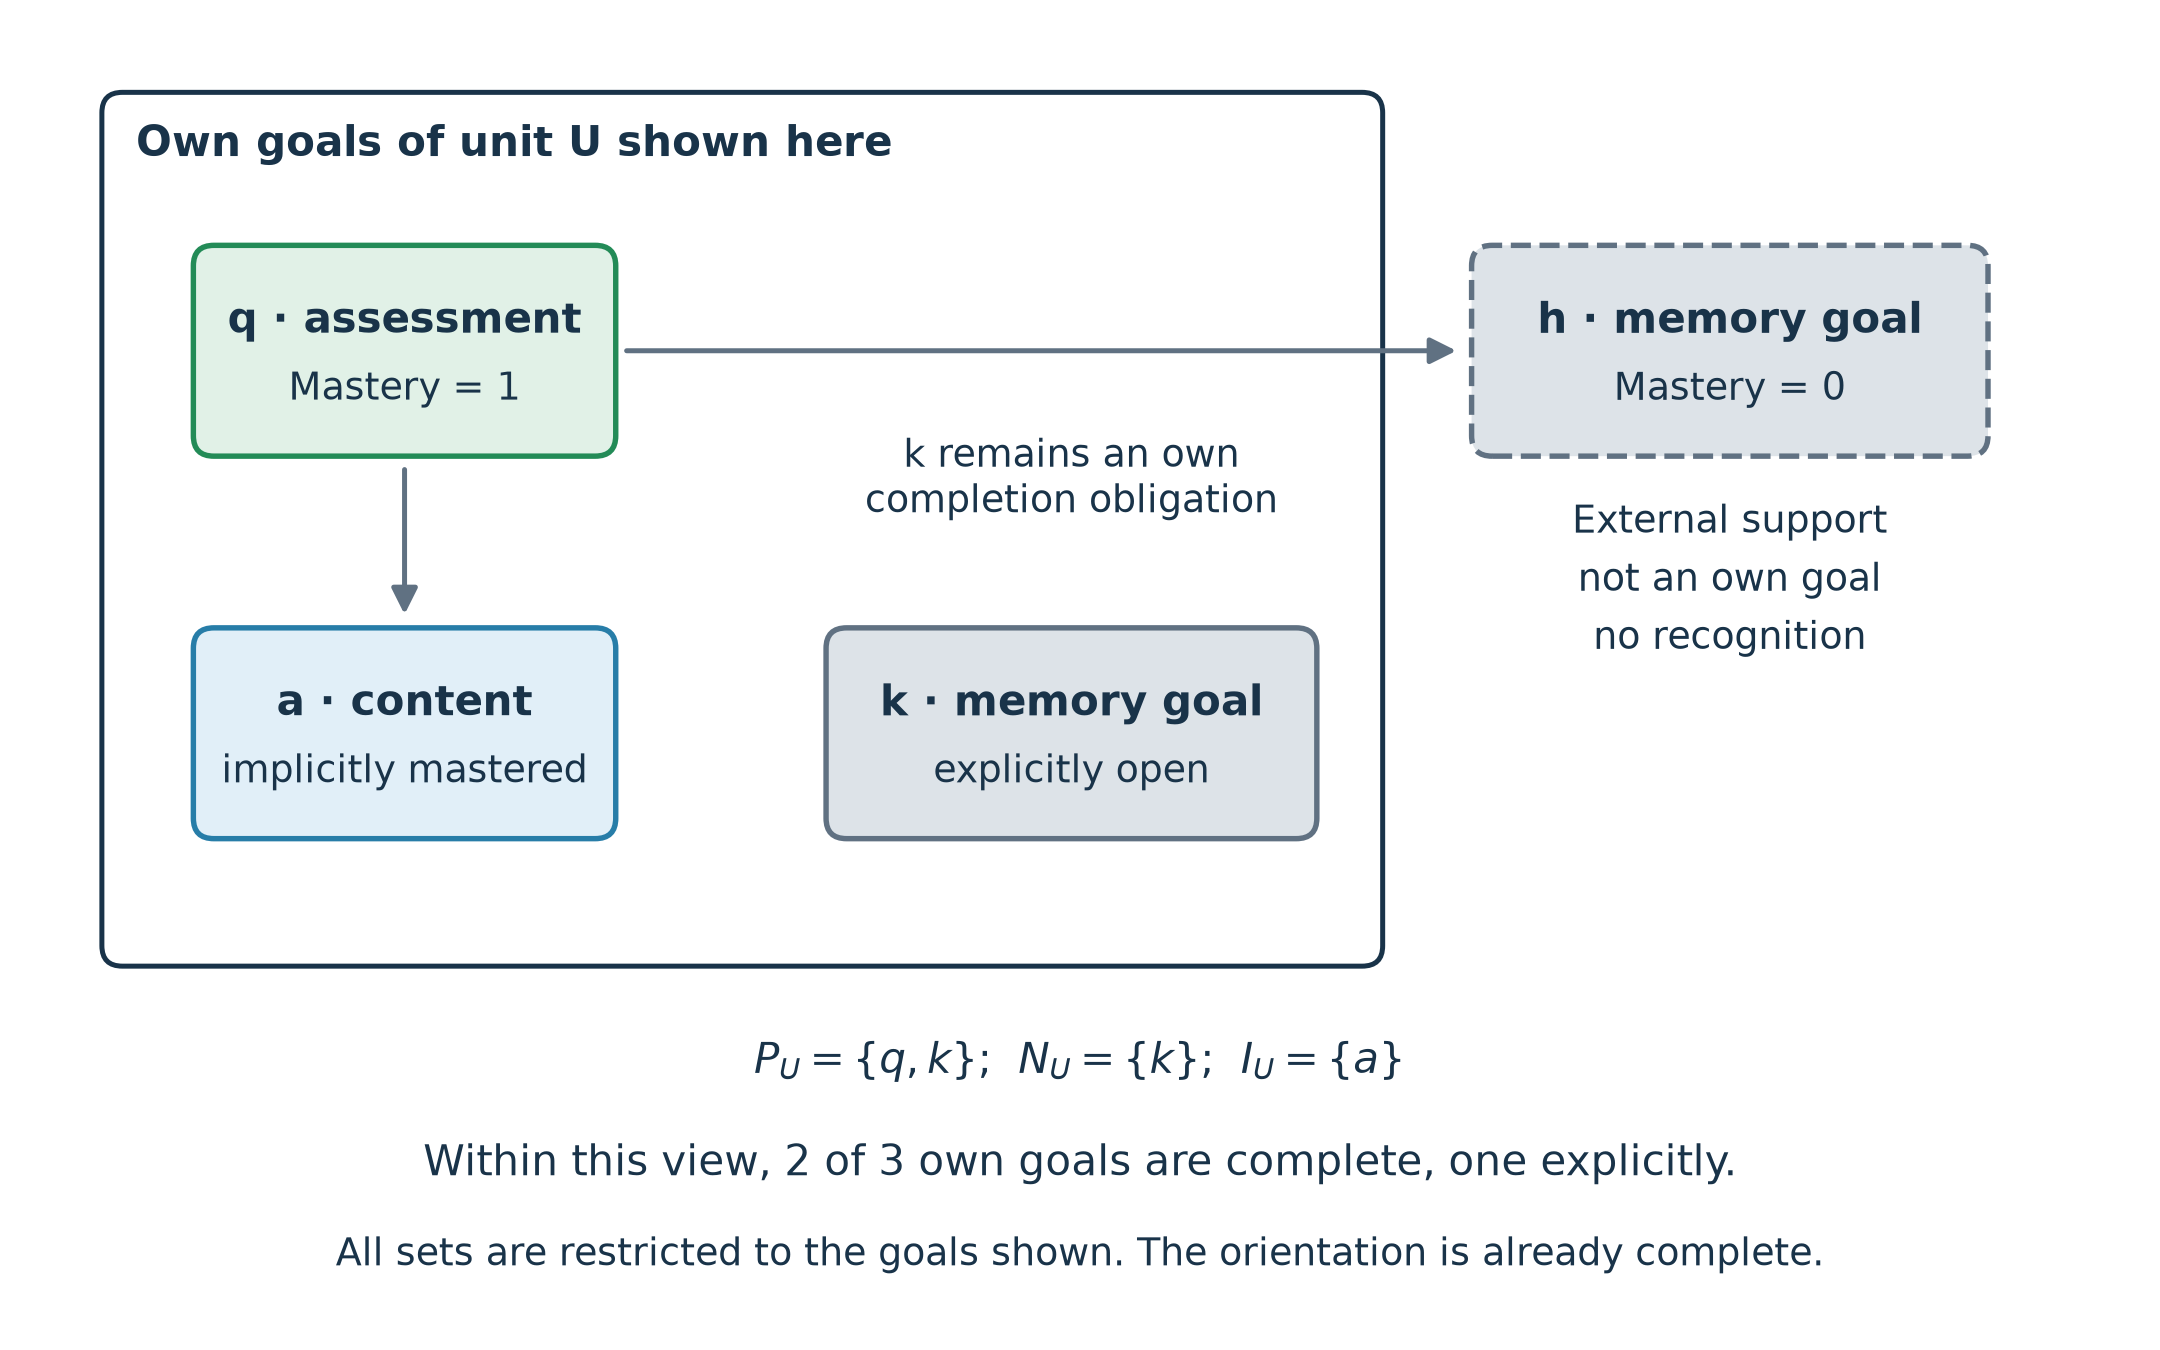 Own goals of unit U shown here
q · assessment
Mastery = 1
h · memory goal
Mastery = 0
k remains an own
completion obligation
External support
not an own goal
no recognition
a · content
implicitly mastered
k · memory goal
explicitly open
P_U = {q, k};  N_U = {k};  I_U = {a}
Within this view, 2 of 3 own goals are complete, one explicitly.
All sets are restricted to the goals shown. The orientation is already complete.